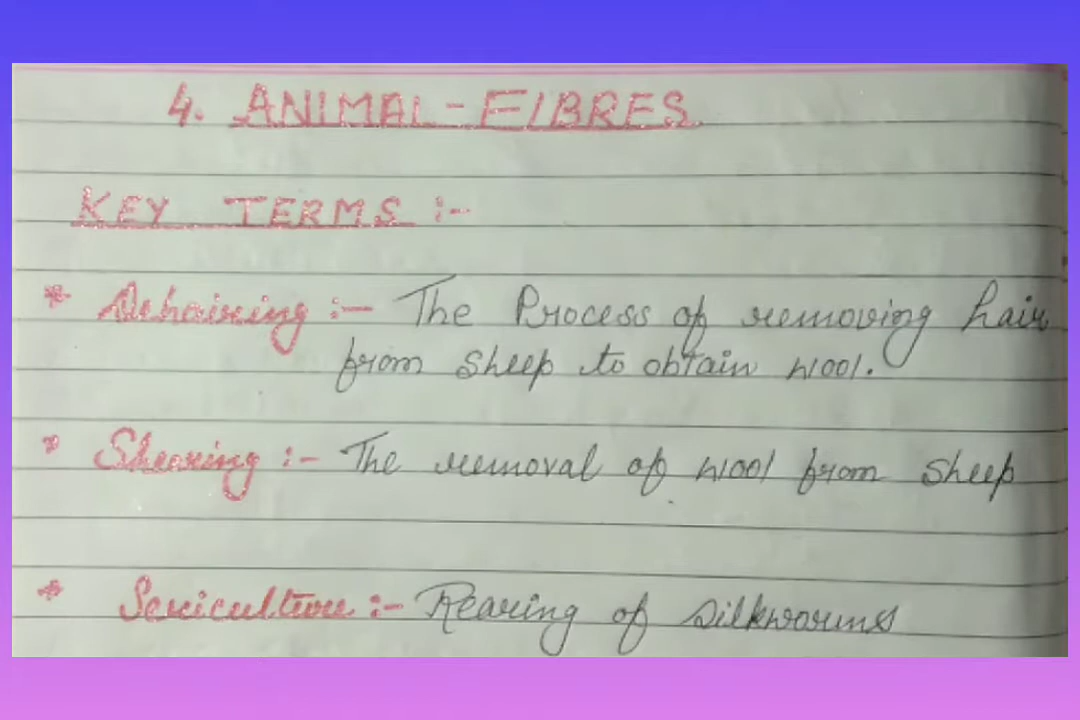 4. ANIMAL - FIBRES
KEY TERMS :-
* Dehairing :- The Process of removing hair
from sheep to obtain wool.
* Shearing :- The removal of wool from sheep
* Sericulture :- Rearing of silkworms